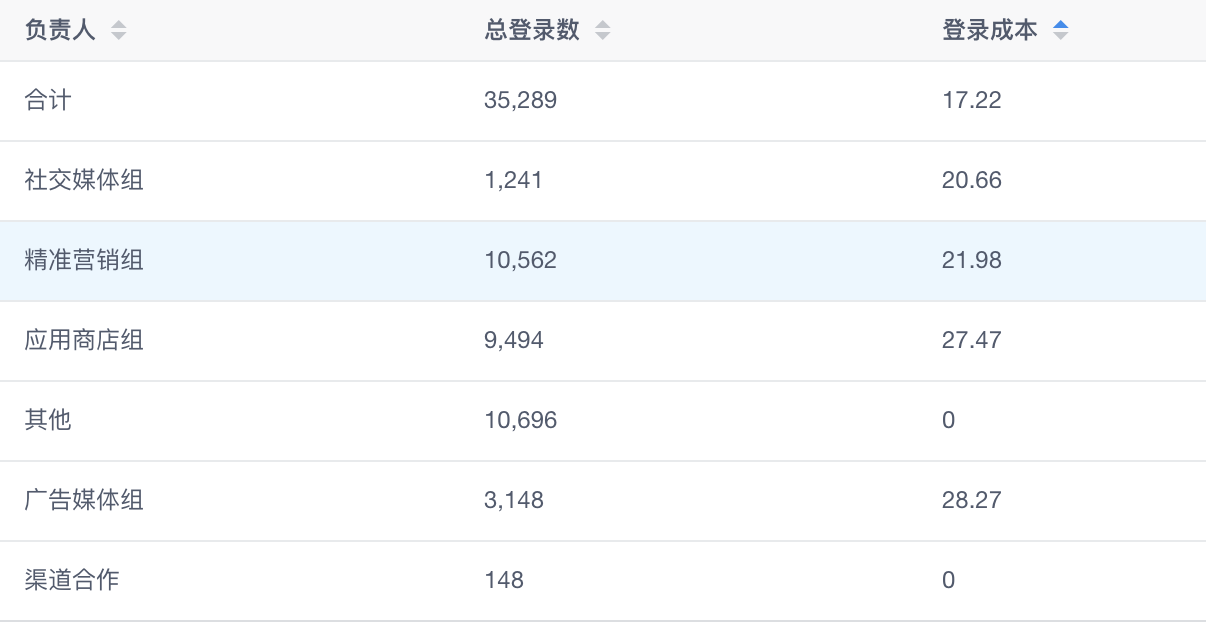 负责人 总登录数 登录成本
合计 35,289 17.22
社交媒体组 1,241 20.66
精准营销组 10,562 21.98
应用商店组 9,494 27.47
其他 10,696 0
广告媒体组 3,148 28.27
渠道合作 148 0